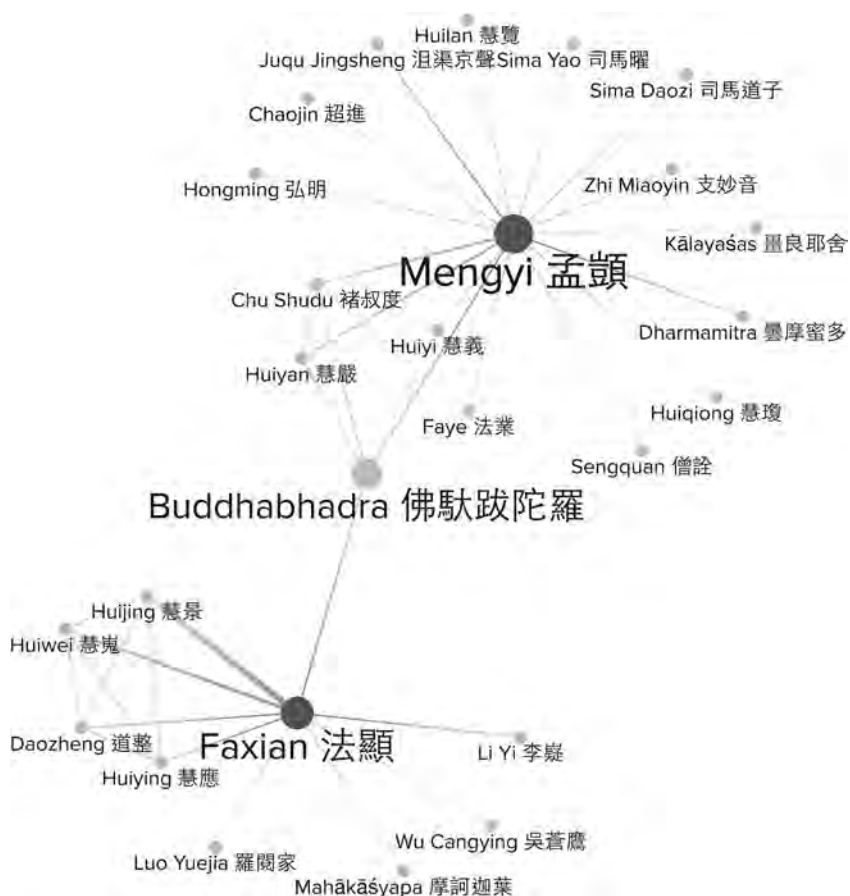 Huilan 慧覽
Juqu Jingsheng 沮渠京聲 Sima Yao 司馬曜
Sima Daozi 司馬道子
Chaojin 超進
Hongming 弘明
Zhi Miaoyin 支妙音
Kālayaśas 畺良耶舍
Mengyi 孟顗
Chu Shudu 褚叔度
Dharmamitra 曇摩蜜多
Huiyi 慧義
Huiyan 慧嚴
Huiqiong 慧瓊
Faye 法業
Sengquan 僧詮
Buddhabhadra 佛馱跋陀羅
Huijing 慧景
Huiwei 慧嵬
Daozheng 道整
Faxian 法顯
Li Yi 李嶷
Huiying 慧應
Wu Cangying 吳蒼鷹
Luo Yuejia 羅閱家
Mahākāśyapa 摩訶迦葉